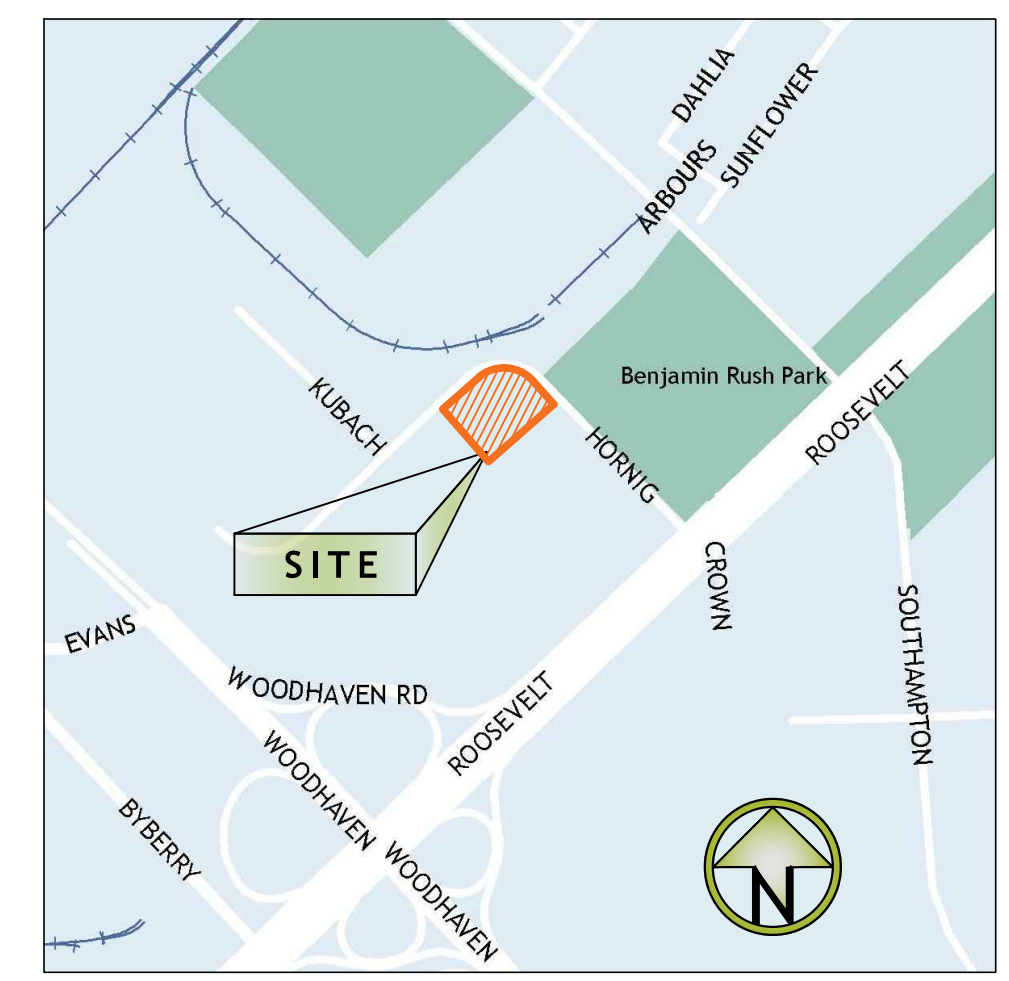 DAHLIA
SUNFLOWER
ARBOURS
Benjamin Rush Park
KUBACH
ROOSEVELT
HORNIG
SITE
CROWN
EVANS
SOUTHAMPTON
WOODHAVEN RD
ROOSEVELT
WOODHAVEN
BYBERRY
WOODHAVEN
N